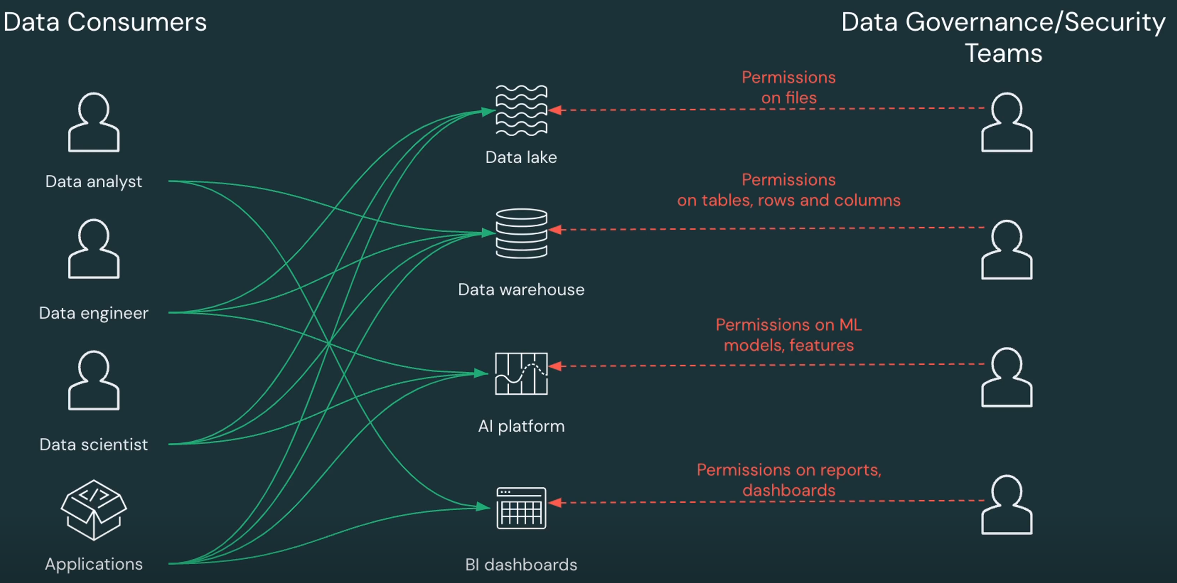 Data Consumers
Data Governance/Security
Teams
Data analyst
Data engineer
Data scientist
Applications
Data lake
Data warehouse
AI platform
BI dashboards
Permissions
on files
Permissions
on tables, rows and columns
Permissions on ML
models, features
Permissions on reports,
dashboards